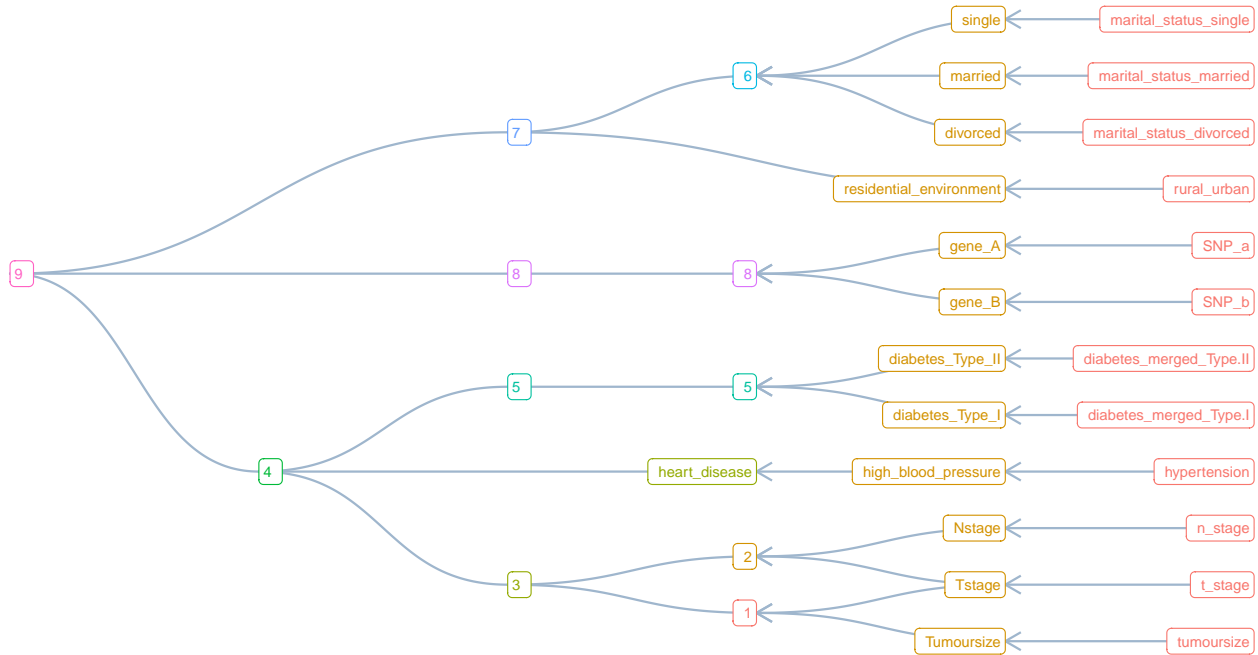 single marital_status_single
6 married marital_status_married
7 divorced marital_status_divorced
residential_environment rural_urban
gene_A SNP_a
9 8 8
gene_B SNP_b
diabetes_Type_II diabetes_merged_Type.II
5 5
diabetes_Type_I diabetes_merged_Type.I
4 heart_disease high_blood_pressure hypertension
Nstage n_stage
2
3 Tstage t_stage
1
Tumoursize tumoursize